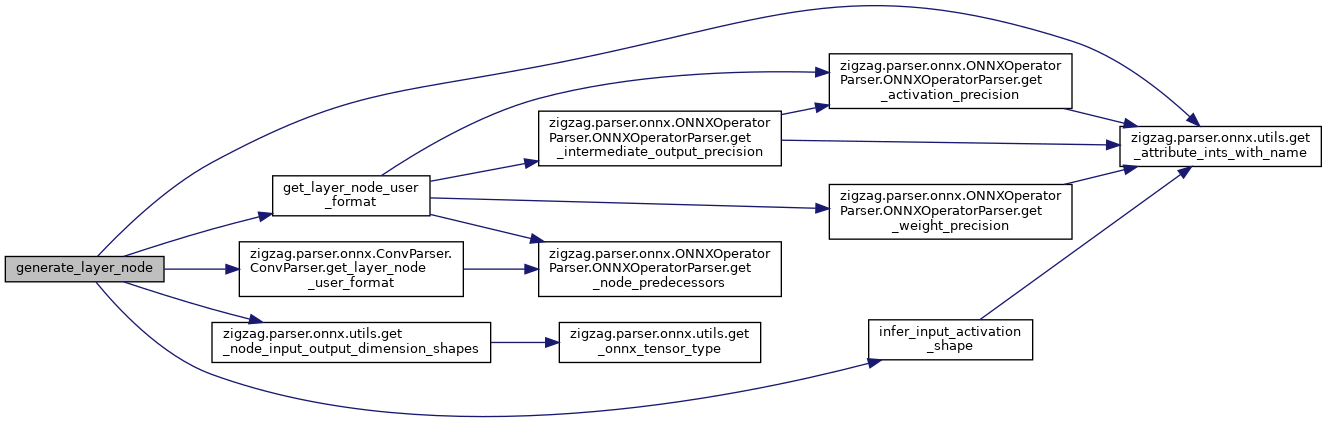 generate_layer_node
get_layer_node_user
_format
zigzag.parser.onnx.ConvParser.
ConvParser.get_layer_node
_user_format
zigzag.parser.onnx.utils.get
_node_input_output_dimension_shapes
zigzag.parser.onnx.ONNXOperator
Parser.ONNXOperatorParser.get
_intermediate_output_precision
zigzag.parser.onnx.ONNXOperator
Parser.ONNXOperatorParser.get
_node_predecessors
zigzag.parser.onnx.utils.get
_onnx_tensor_type
zigzag.parser.onnx.ONNXOperator
Parser.ONNXOperatorParser.get
_activation_precision
zigzag.parser.onnx.ONNXOperator
Parser.ONNXOperatorParser.get
_weight_precision
infer_input_activation
_shape
zigzag.parser.onnx.utils.get
_attribute_ints_with_name